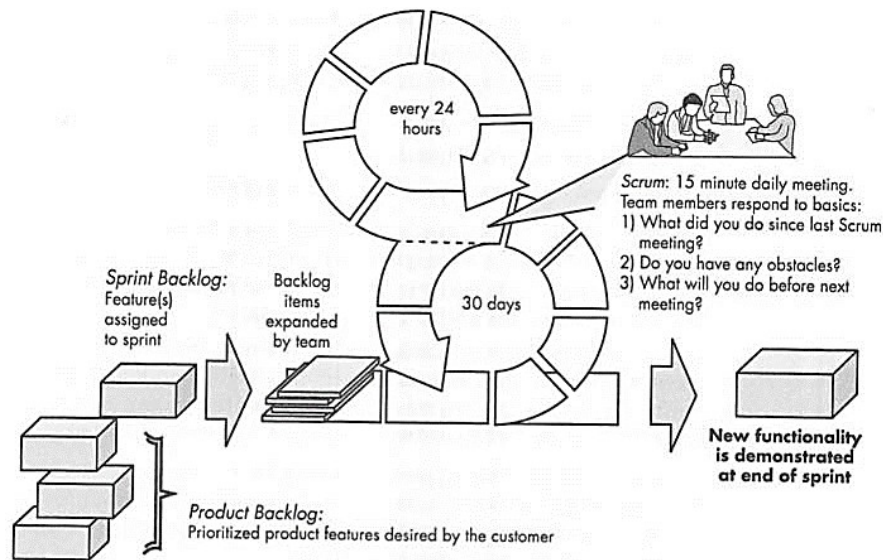 every 24
hours
Scrum: 15 minute daily meeting.
Team members respond to basics:
1) What did you do since last Scrum
meeting?
2) Do you have any obstacles?
3) What will you do before next
meeting?
Sprint Backlog:
Feature(s)
assigned
to sprint
Backlog
items
expanded
by team
30 days
New functionality
is demonstrated
at end of sprint
Product Backlog:
Prioritized product features desired by the customer